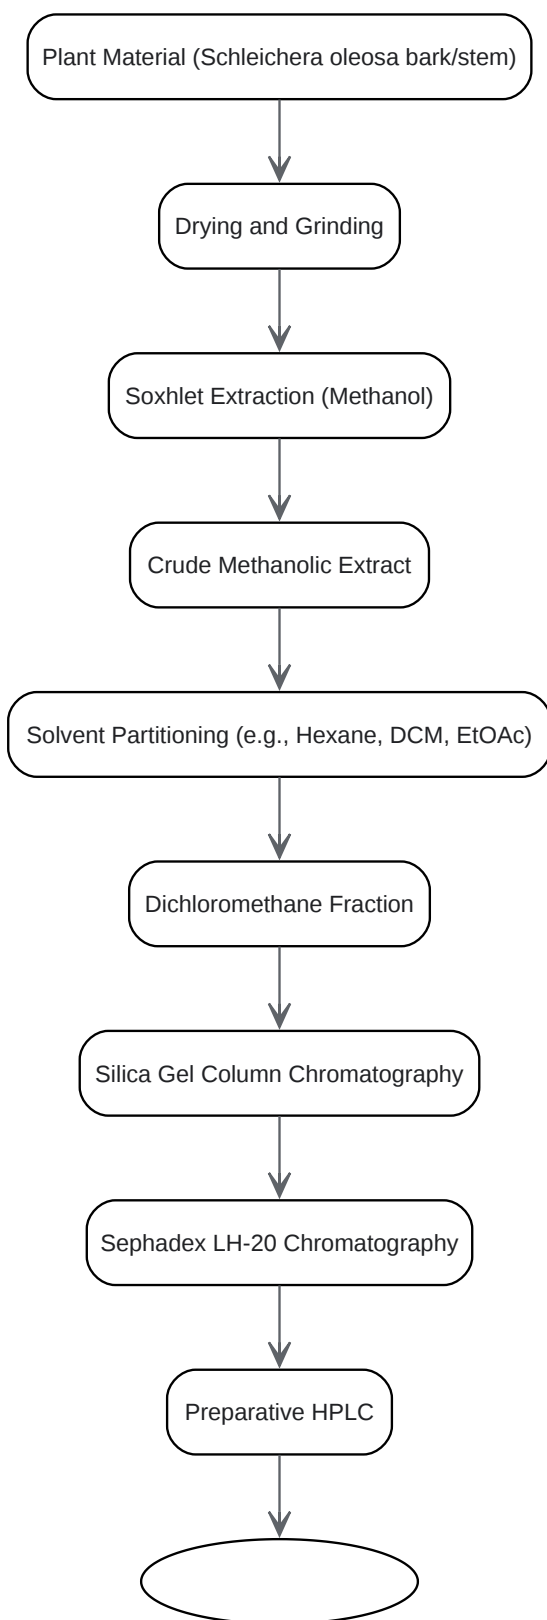 Plant Material (Schleichera oleosa bark/stem)
Drying and Grinding
Soxhlet Extraction (Methanol)
Crude Methanolic Extract
Solvent Partitioning (e.g., Hexane, DCM, EtOAc)
Dichloromethane Fraction
Silica Gel Column Chromatography
Sephadex LH-20 Chromatography
Preparative HPLC